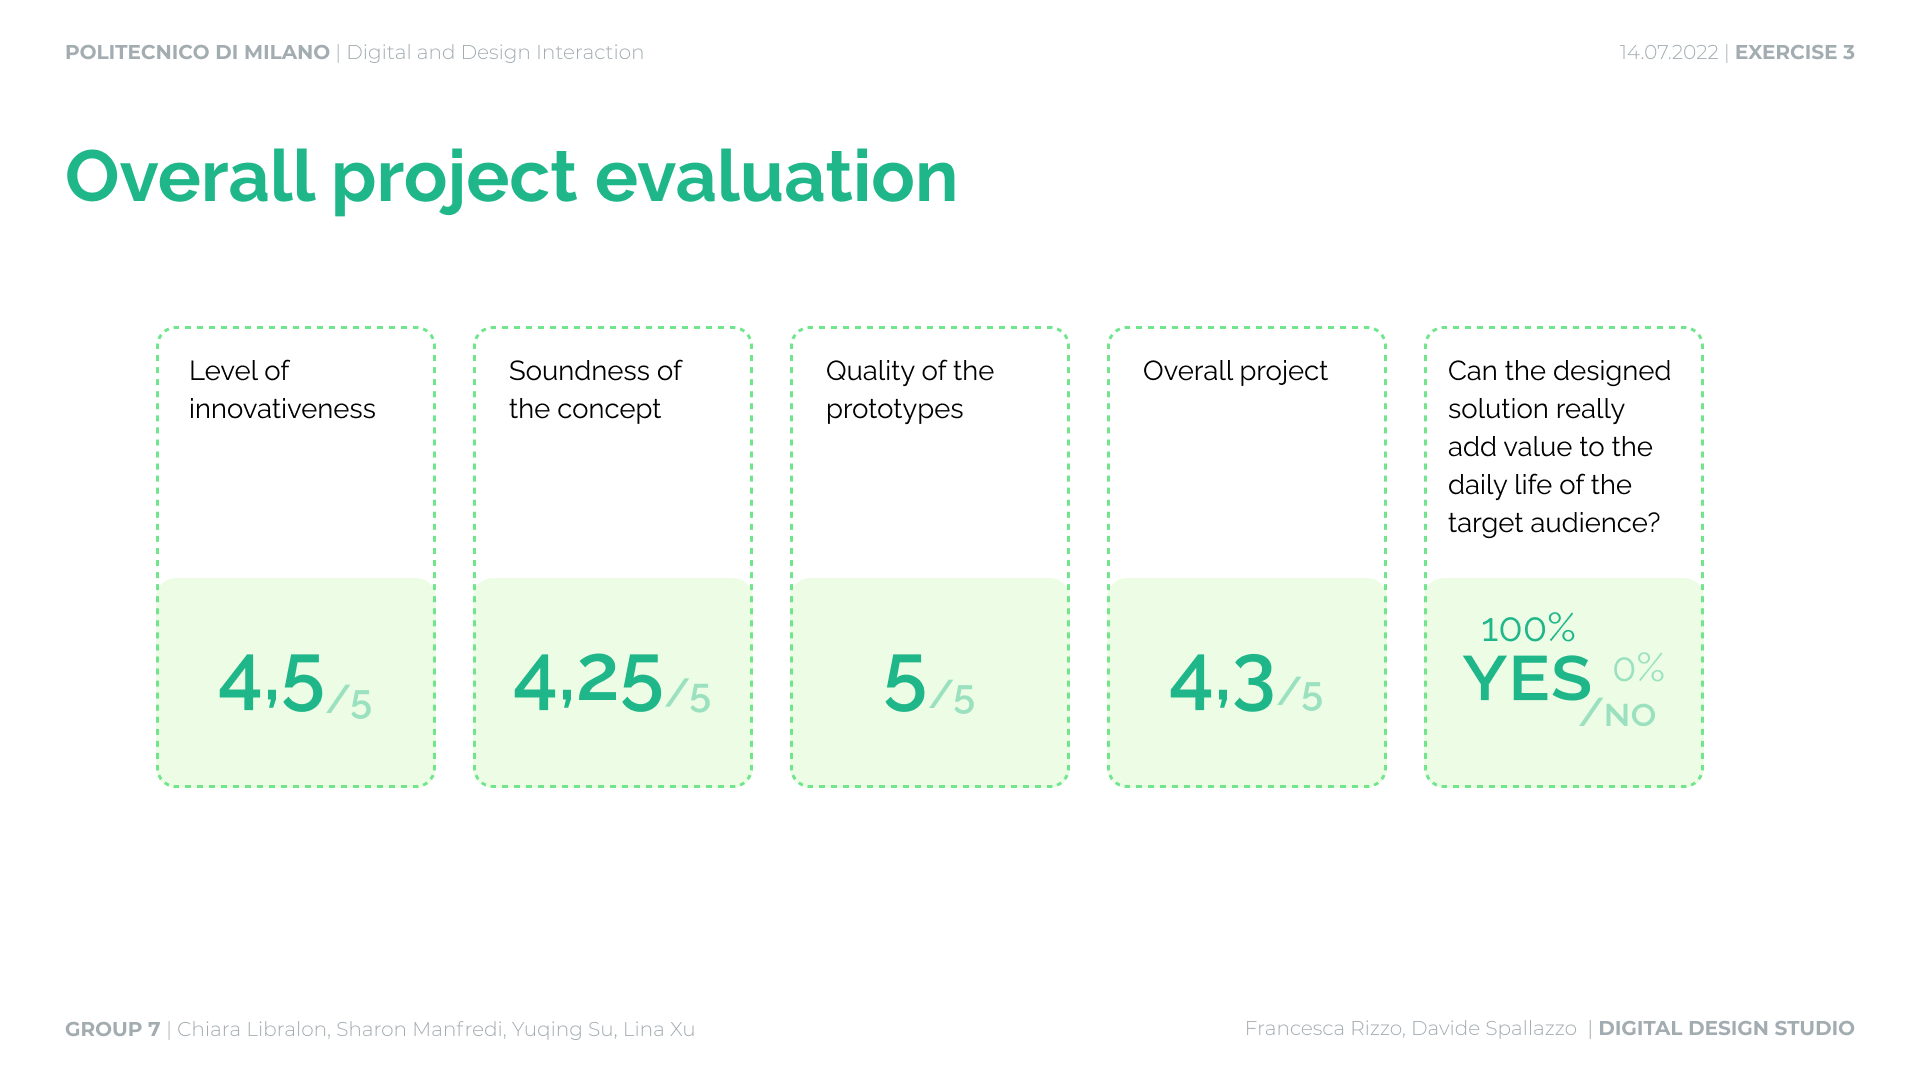 POLITECNICO DI MILANO | Digital and Design Interaction
14.07.2022 | EXERCISE 3
Overall project evaluation
Level of
innovativeness
4,5/5
Soundness of
the concept
4,25/5
Quality of the
prototypes
5/5
Overall project
4,3/5
Can the designed
solution really
add value to the
daily life of the
target audience?
100%
YES
0%
/NO
GROUP 7 | Chiara Libralon, Sharon Manfredi, Yuqing Su, Lina Xu
Francesca Rizzo, Davide Spallazzo | DIGITAL DESIGN STUDIO